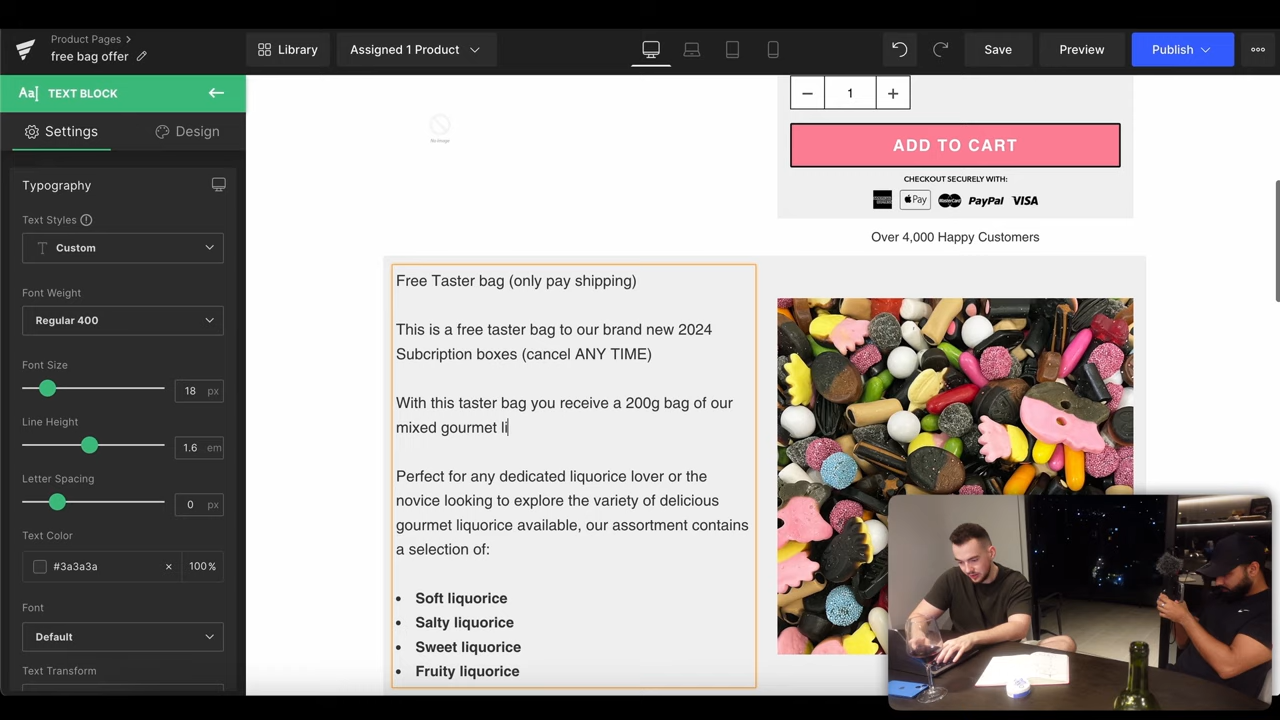 Product Pages >
free bag offer
Library
Assigned 1 Product
Save
Preview
Publish
Aa TEXT BLOCK
Settings
Design
Typography
Text Styles
T Custom
Font Weight
Regular 400
Font Size
18 px
Line Height
1.6 em
Letter Spacing
0 px
Text Color
#3a3a3a × 100%
Font
Default
Text Transform
No Image
− 1 +
ADD TO CART
CHECKOUT SECURELY WITH:
Pay
MasterCard
PayPal
VISA
Over 4,000 Happy Customers
Free Taster bag (only pay shipping)
This is a free taster bag to our brand new 2024
Subcription boxes (cancel ANY TIME)
With this taster bag you receive a 200g bag of our
mixed gourmet li
Perfect for any dedicated liquorice lover or the
novice looking to explore the variety of delicious
gourmet liquorice available, our assortment contains
a selection of:
• Soft liquorice
• Salty liquorice
• Sweet liquorice
• Fruity liquorice